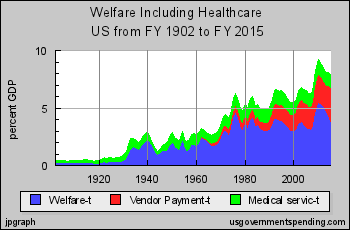 Welfare Including Healthcare
US from FY 1902 to FY 2015
10
5
0
percent GDP
1920 1940 1960 1980 2000
Welfare-t Vendor Payment-t Medical servic-t
jpgraph usgovernmentspending.com